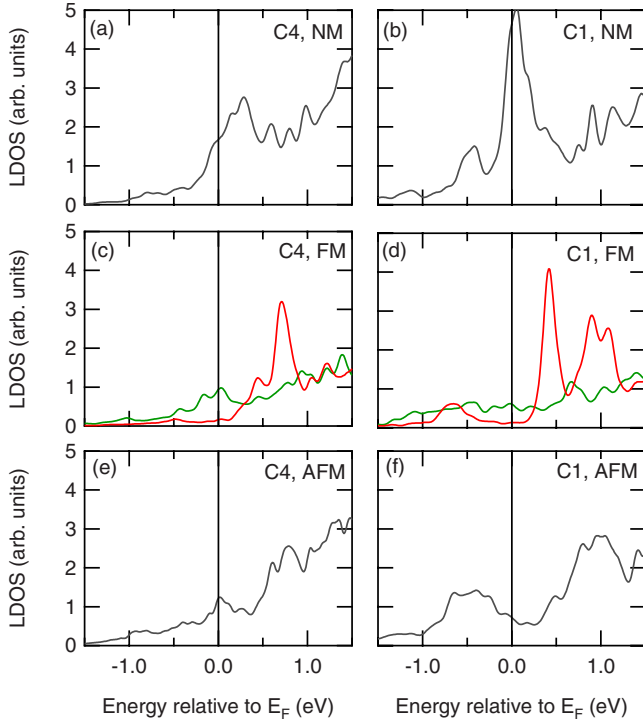 (a) C4, NM
(b) C1, NM
LDOS (arb. units)
5
4
3
2
1
0
(c) C4, FM
(d) C1, FM
LDOS (arb. units)
5
4
3
2
1
0
(e) C4, AFM
(f) C1, AFM
LDOS (arb. units)
5
4
3
2
1
0
-1.0 0.0 1.0
-1.0 0.0 1.0
Energy relative to E_F (eV)
Energy relative to E_F (eV)